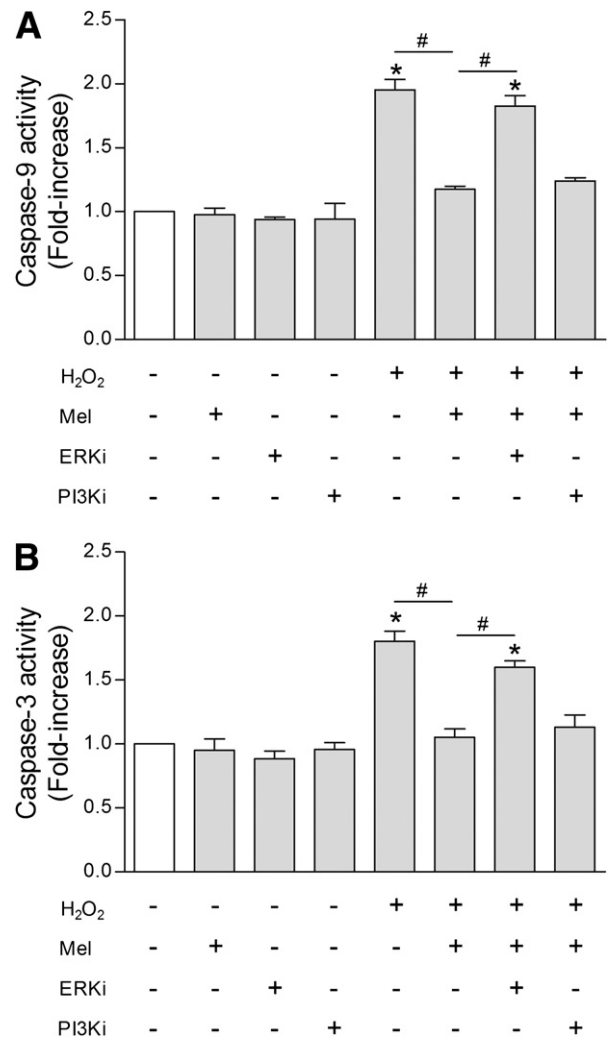 A
Caspase-9 activity
(Fold-increase)
2.5
2.0
1.5
1.0
0.5
0.0
#
#
*
*
H₂O₂ - - - - + + + +
Mel - + - - - + + +
ERKi - - + - - - + -
PI3Ki - - - + - - - +
B
Caspase-3 activity
(Fold-increase)
2.5
2.0
1.5
1.0
0.5
0.0
#
#
*
*
H₂O₂ - - - - + + + +
Mel - + - - - + + +
ERKi - - + - - - + -
PI3Ki - - - + - - - +